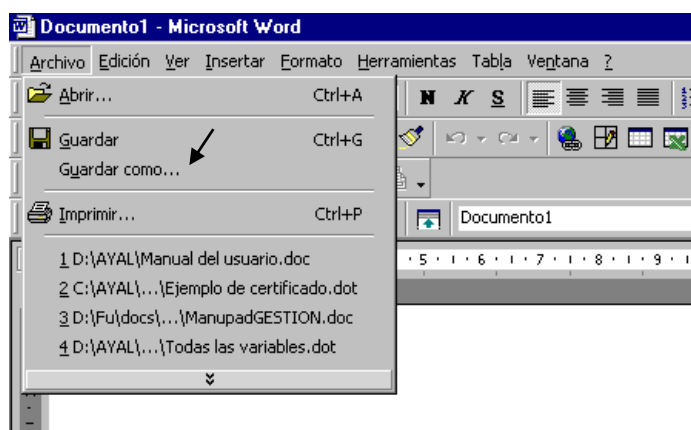 Documento1 - Microsoft Word
Archivo Edición Ver Insertar Formato Herramientas Tabla Ventana ?
Abrir... Ctrl+A
N K S
Guardar Ctrl+G
Guardar como...
Imprimir... Ctrl+P
Documento1
1 D:\AYAL\Manual del usuario.doc
· 5 · ı · 6 · ı · 7 · ı · 8 · ı · 9 · ı
2 C:\AYAL\...\Ejemplo de certificado.dot
3 D:\Fu\docs\...\ManupadGESTION.doc
4 D:\AYAL\...\Todas las variables.dot